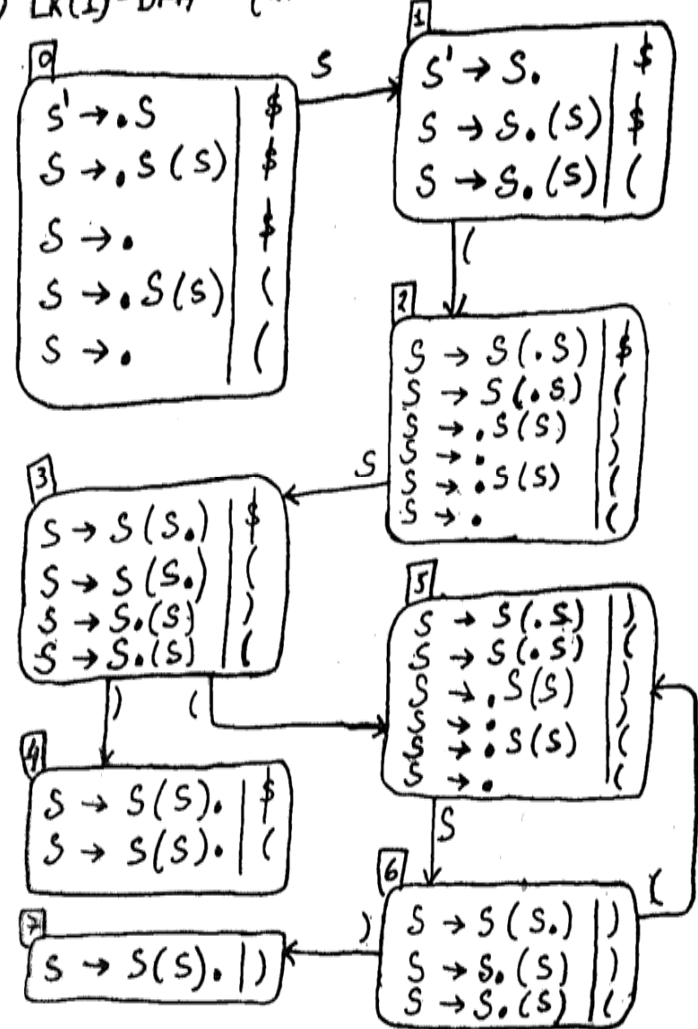 LR(1)-DFA
0
S' → .S | $
S → .S(S) | $
S → . | $
S → .S(S) | (
S → . | (
S
1
S' → S. | $
S → S.(S) | $
S → S.(S) | (
(
2
S → S(.S) | $
S → S(.S) | (
S → .S(S) | )
S → . | )
S → .S(S) | (
S → . | (
S
3
S → S(S.) | $
S → S(S.) | (
S → S.(S) | )
S → S.(S) | (
)
(
4
S → S(S). | $
S → S(S). | (
5
S → S(.S) | )
S → S(.S) | (
S → .S(S) | )
S → . | )
S → .S(S) | (
S → . | (
S
(
6
S → S(S.) | )
S → S.(S) | )
S → S.(S) | (
)
7
S → S(S). | )